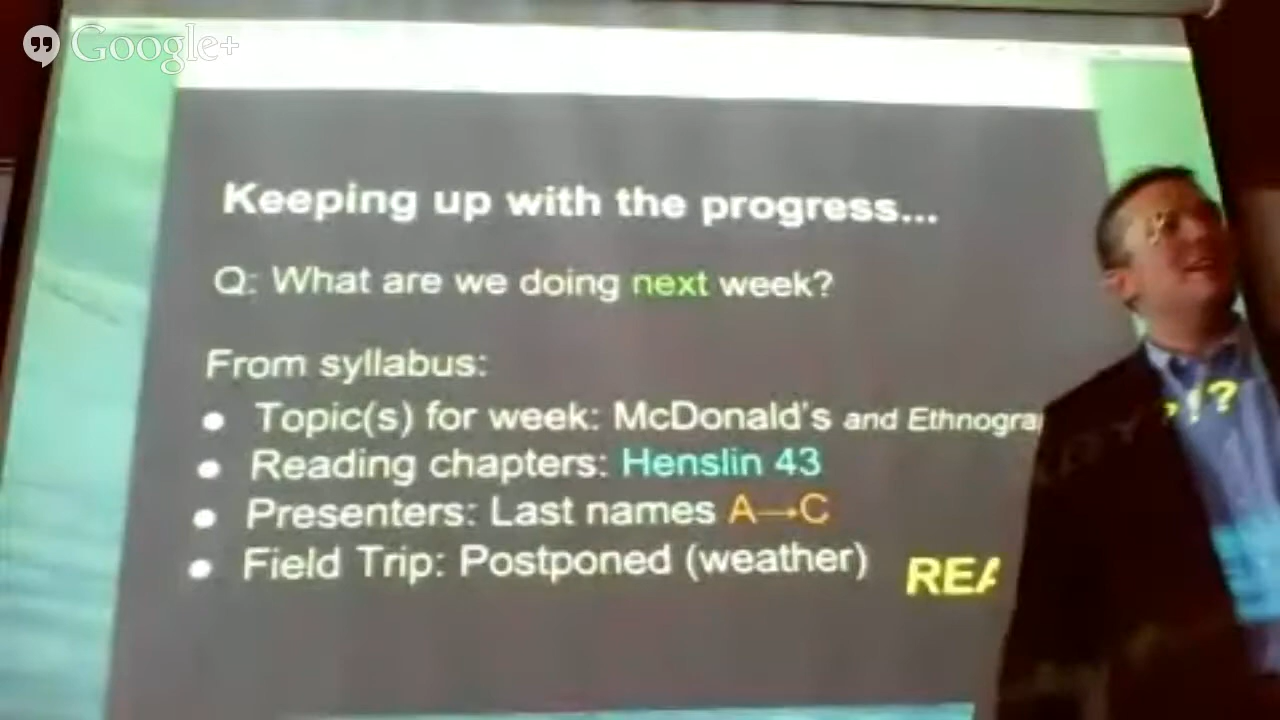 Google+
Keeping up with the progress...
Q: What are we doing next week?
From syllabus:
● Topic(s) for week: McDonald's and Ethnogra
● Reading chapters: Henslin 43
● Presenters: Last names A→C
● Field Trip: Postponed (weather)
REA
!?